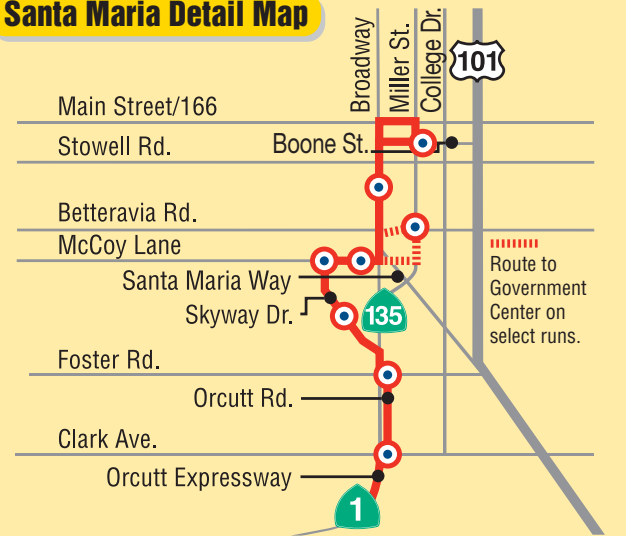 Santa Maria Detail Map
Broadway
Miller St.
College Dr.
101
Main Street/166
Stowell Rd.
Boone St.
Betteravia Rd.
McCoy Lane
Santa Maria Way
Skyway Dr.
135
Route to
Government
Center on
select runs.
Foster Rd.
Orcutt Rd.
Clark Ave.
Orcutt Expressway
1